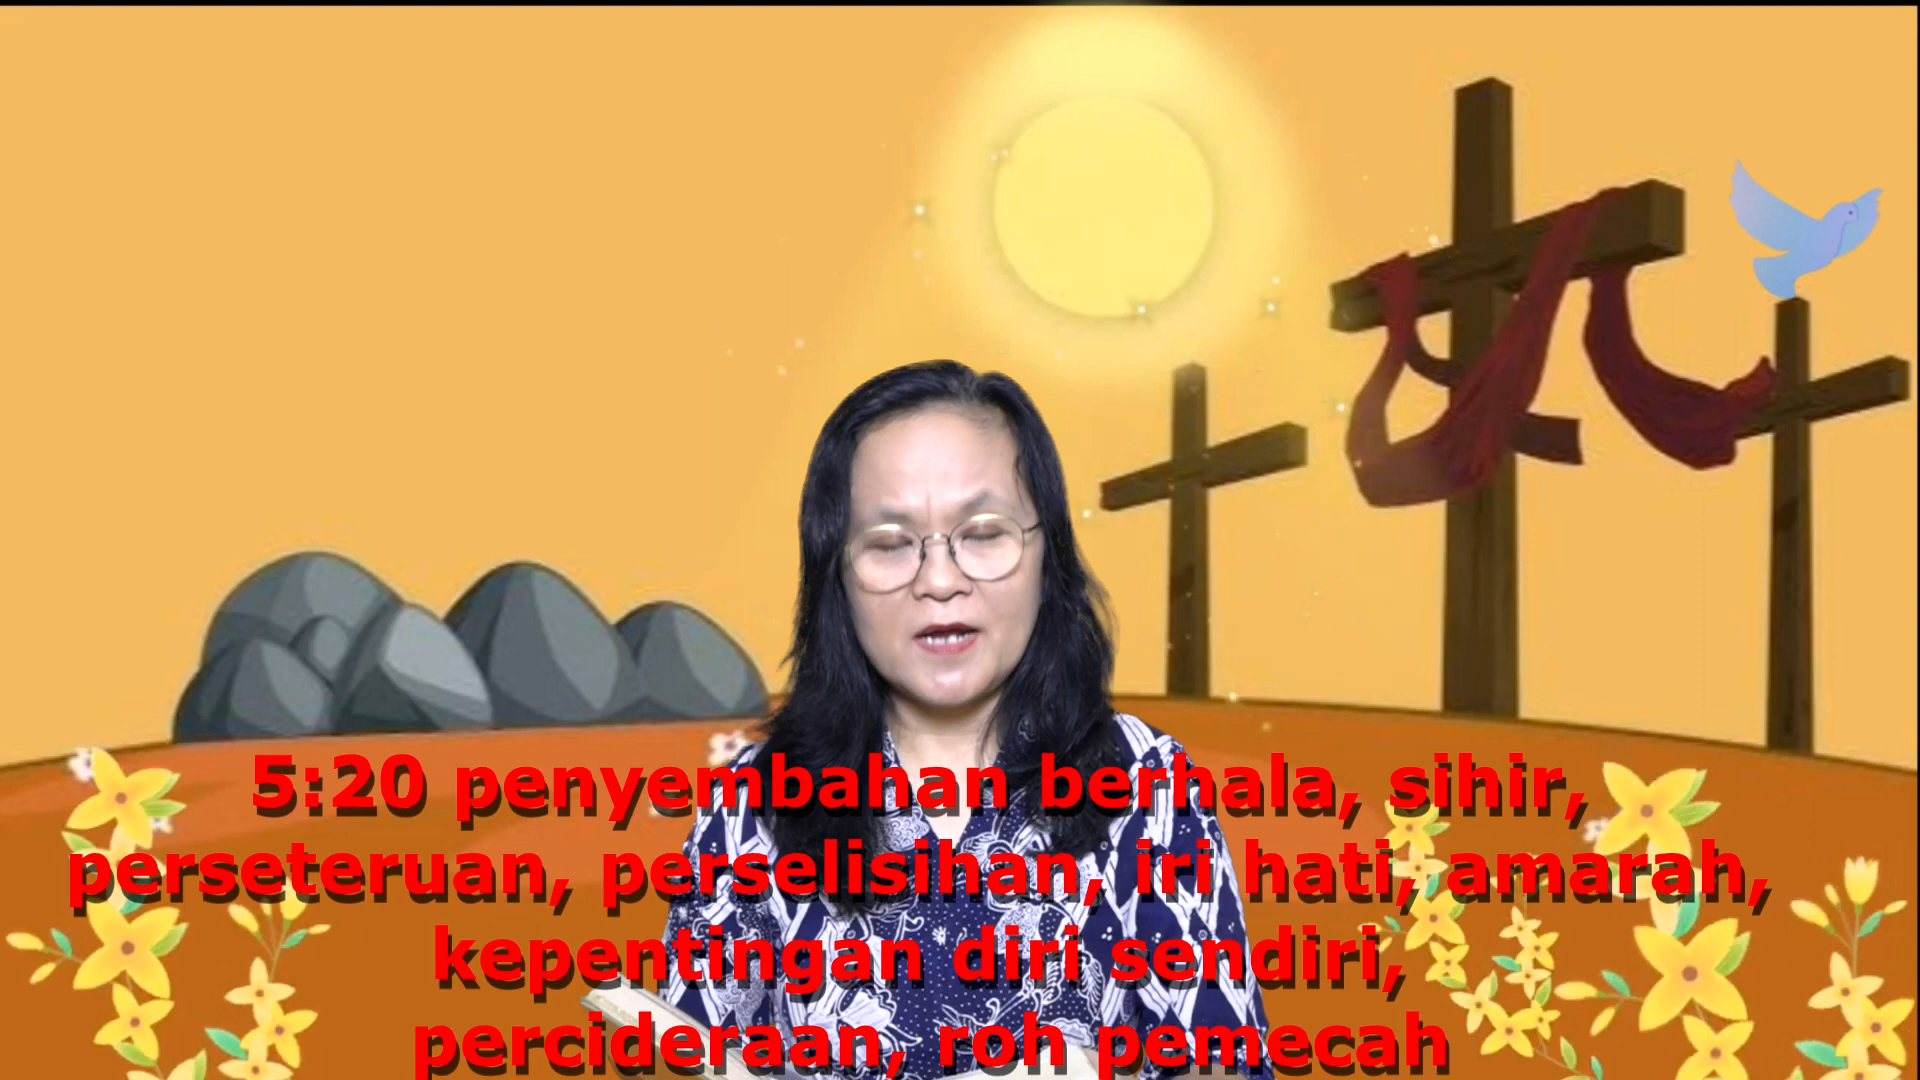 5:20 penyembahan berhala, sihir,
perseteruan, perselisihan, iri hati, amarah,
kepentingan diri sendiri,
percideraan, roh pemecah